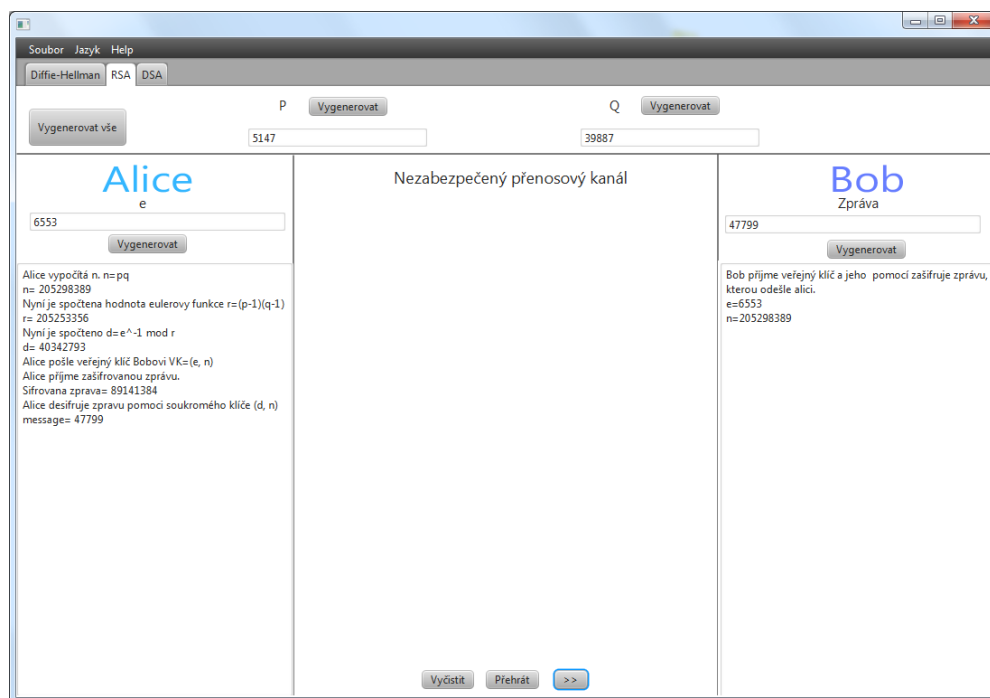 Soubor Jazyk Help
Diffie-Hellman RSA DSA
Vygenerovat vše
P Vygenerovat
5147
Q Vygenerovat
39887
Alice
e
6553
Vygenerovat
Alice vypočítá n. n=pq
n= 205298389
Nyní je spočtena hodnota eulerovy funkce r=(p-1)(q-1)
r= 205253356
Nyní je spočteno d=e^-1 mod r
d= 40342793
Alice pošle veřejný klíč Bobovi VK=(e, n)
Alice příjme zašifrovanou zprávu.
Sifrovana zprava= 89141384
Alice desifruje zpravu pomoci soukromého klíče (d, n)
message= 47799
Nezabezpečený přenosový kanál
Vyčistit Přehrát >>
Bob
Zpráva
47799
Vygenerovat
Bob příjme veřejný klíč a jeho pomocí zašifruje zprávu,
kterou odešle alici.
e=6553
n=205298389